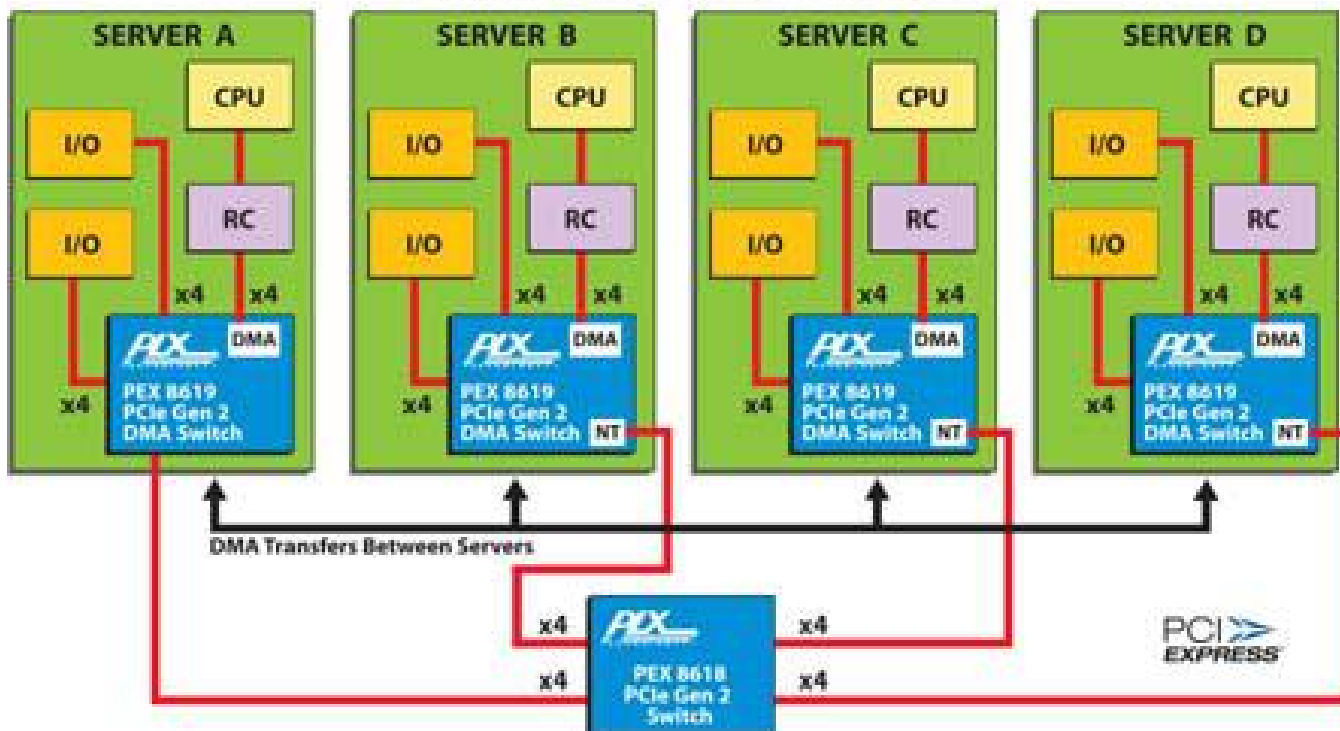 SERVER A
CPU
I/O
I/O
RC
x4
x4
PLX
DMA
PEX 8619
PCIe Gen 2
DMA Switch
x4
SERVER B
CPU
I/O
I/O
RC
x4
x4
PLX
DMA
PEX 8619
PCIe Gen 2
DMA Switch
NT
x4
SERVER C
CPU
I/O
I/O
RC
x4
x4
PLX
DMA
PEX 8619
PCIe Gen 2
DMA Switch
NT
x4
SERVER D
CPU
I/O
I/O
RC
x4
x4
PLX
DMA
PEX 8619
PCIe Gen 2
DMA Switch
NT
x4
DMA Transfers Between Servers
x4
x4
PLX
PEX 8618
PCIe Gen 2
Switch
x4
x4
PCI
EXPRESS